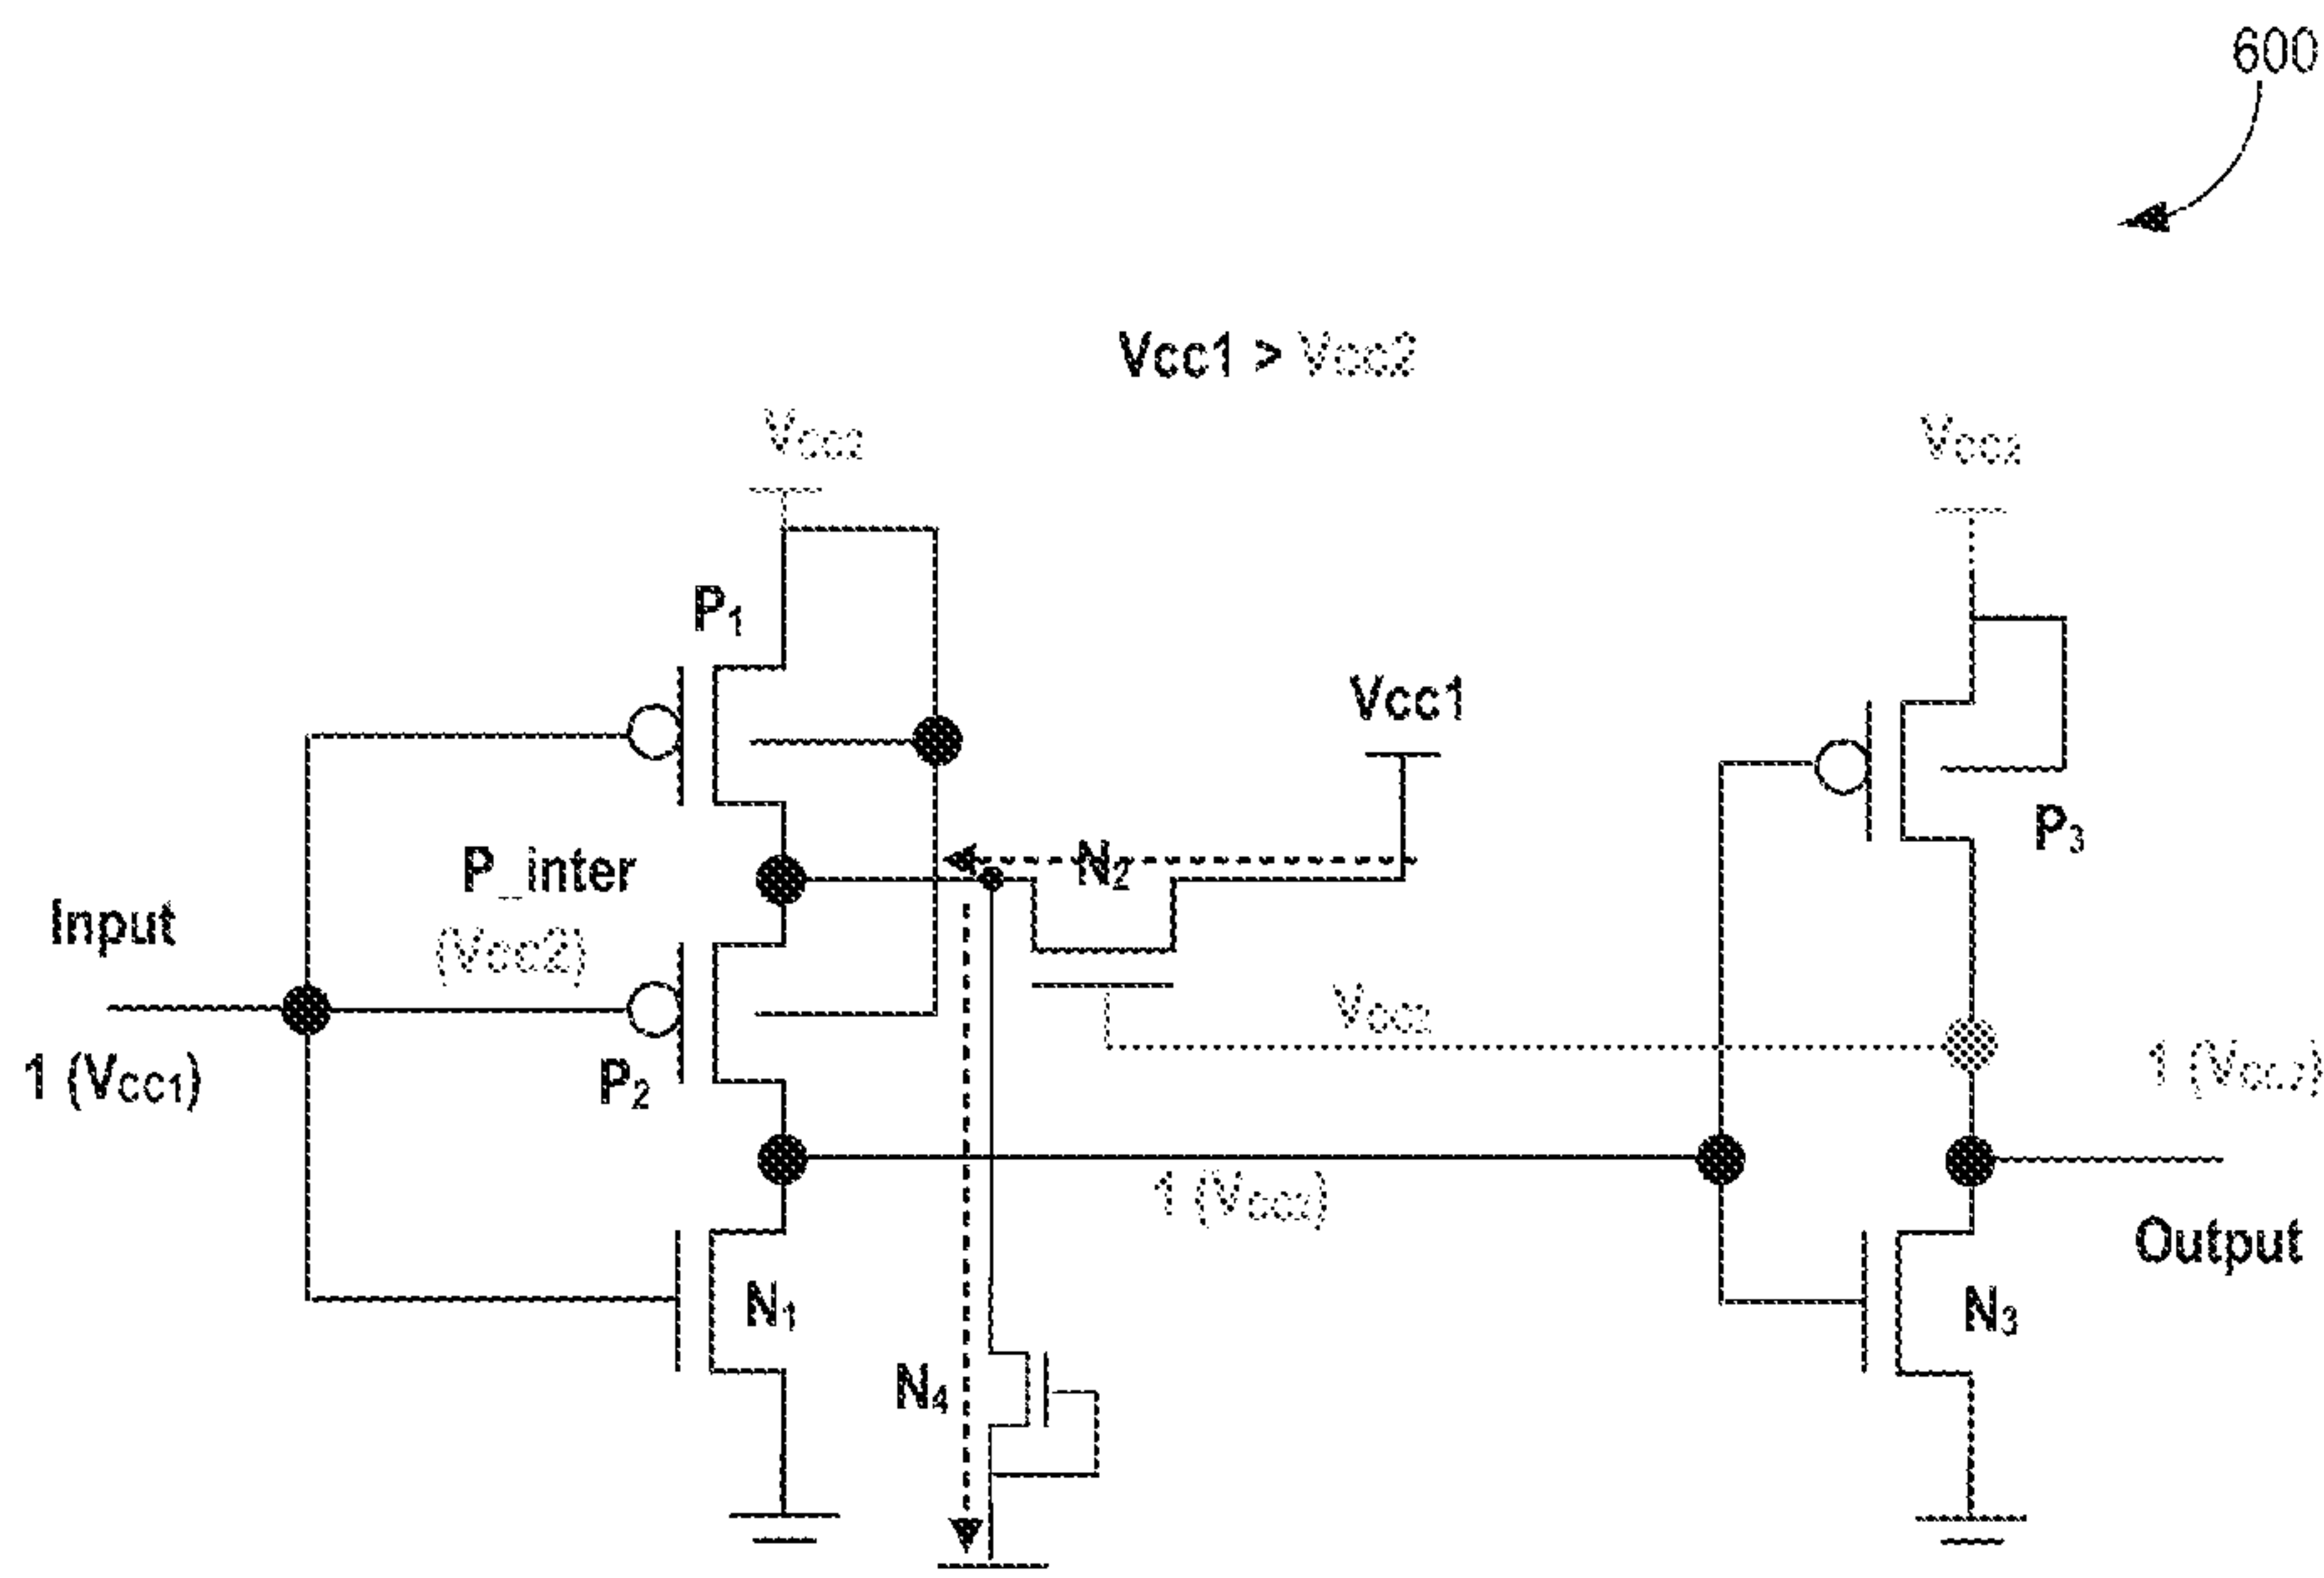 600
Vcc1 > Vcc2
VCC2
VCC2
P1
Vcc1
P3
N2
P_inter
Input
(Vcc2)
VCC2
1 (VCC1)
P2
1 (VCC2)
1 (VCC2)
Output
N1
N3
N4